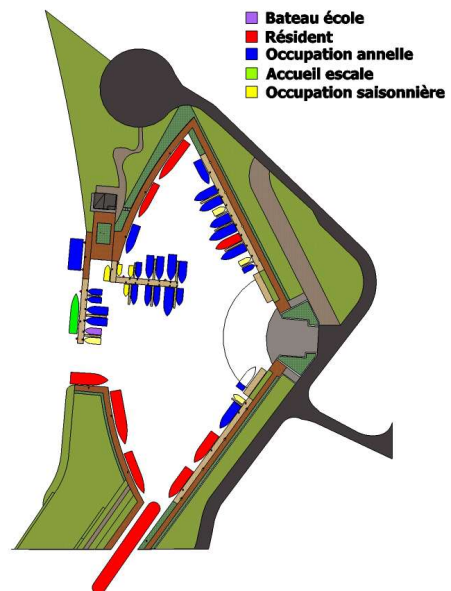 Bateau école
Résident
Occupation annelle
Accueil escale
Occupation saisonnière